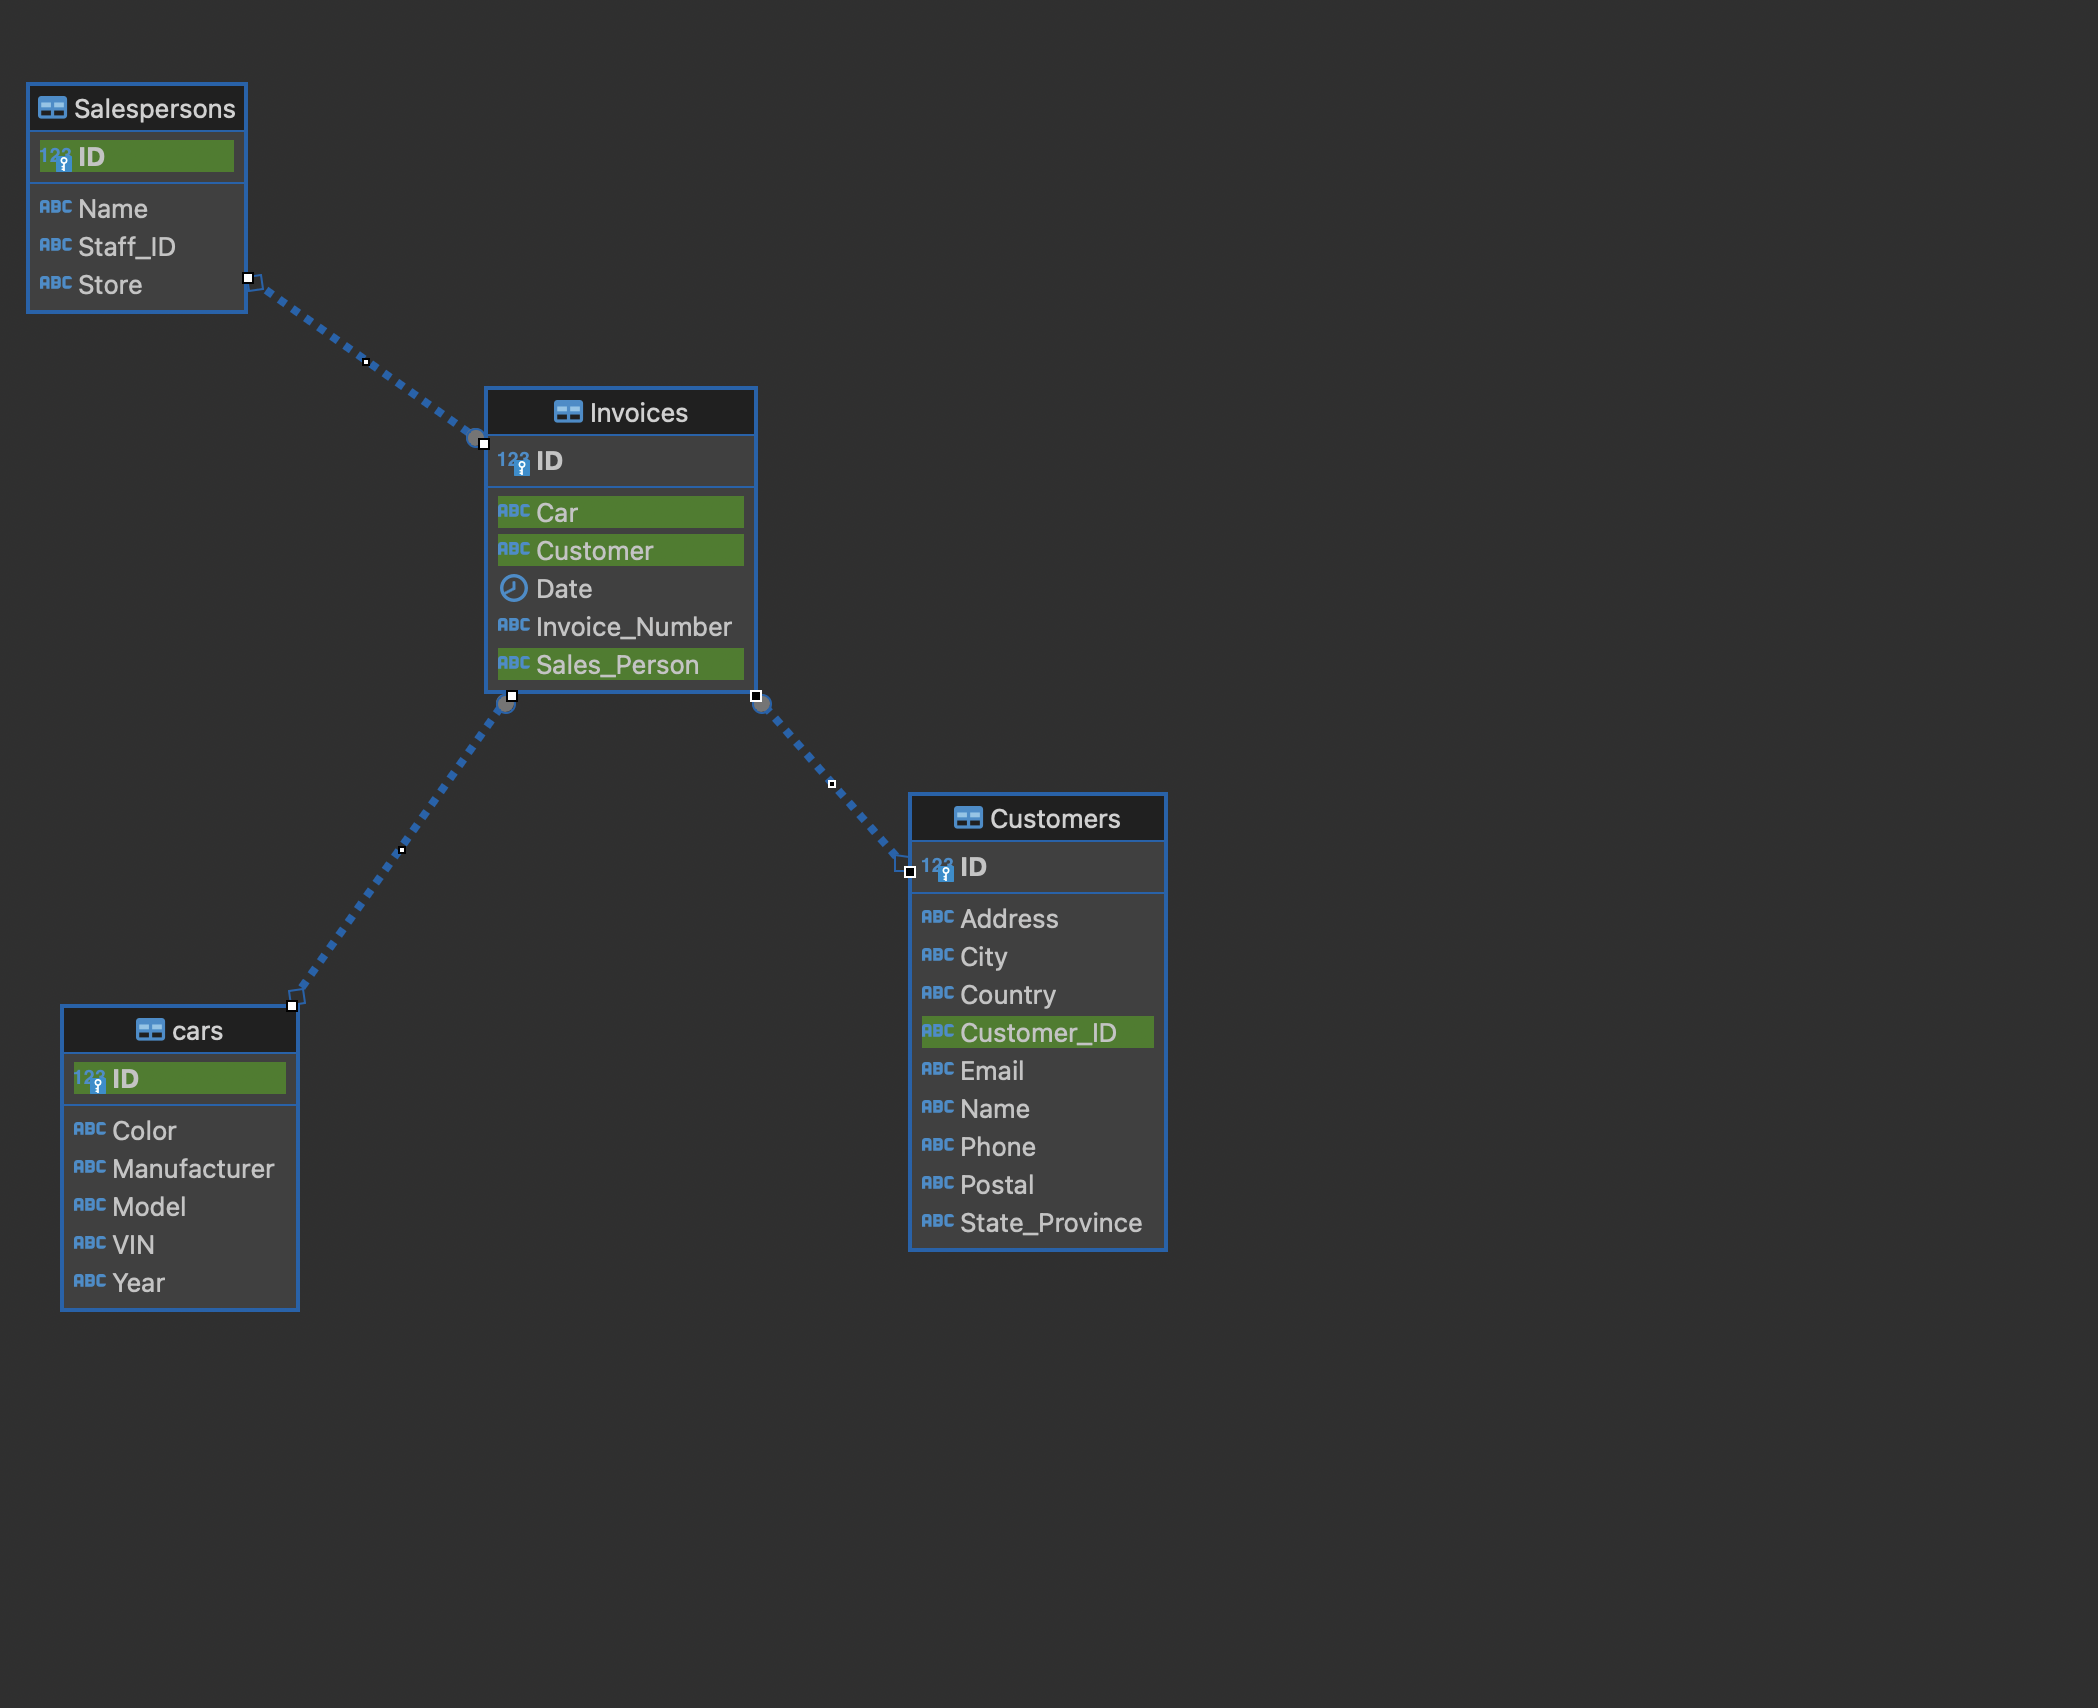 Salespersons
123 ID
ABC Name
ABC Staff_ID
ABC Store
Invoices
123 ID
ABC Car
ABC Customer
Date
ABC Invoice_Number
ABC Sales_Person
Customers
123 ID
ABC Address
ABC City
ABC Country
ABC Customer_ID
ABC Email
ABC Name
ABC Phone
ABC Postal
ABC State_Province
cars
123 ID
ABC Color
ABC Manufacturer
ABC Model
ABC VIN
ABC Year